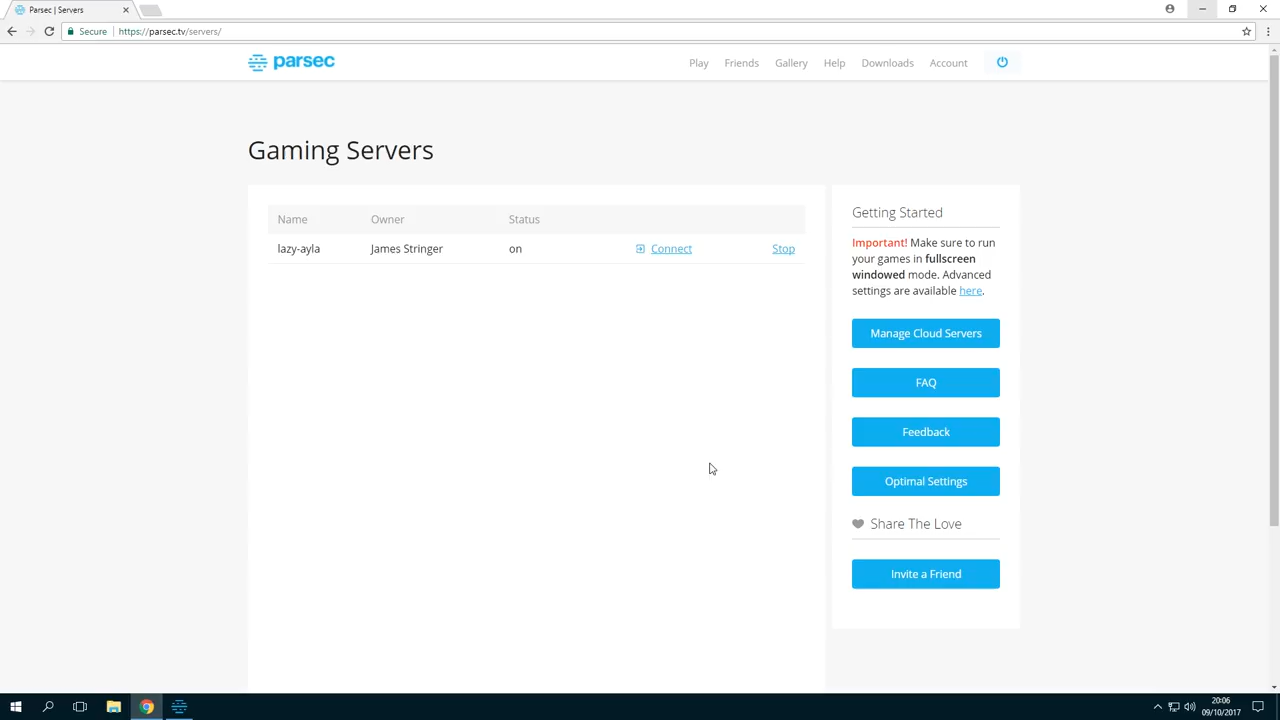 Parsec | Servers
Secure https://parsec.tv/servers/
parsec
Play Friends Gallery Help Downloads Account
Gaming Servers
Name Owner Status
lazy-ayla James Stringer on Connect Stop
Getting Started
Important! Make sure to run
your games in fullscreen
windowed mode. Advanced
settings are available here.
Manage Cloud Servers
FAQ
Feedback
Optimal Settings
Share The Love
Invite a Friend
20:06
09/10/2017